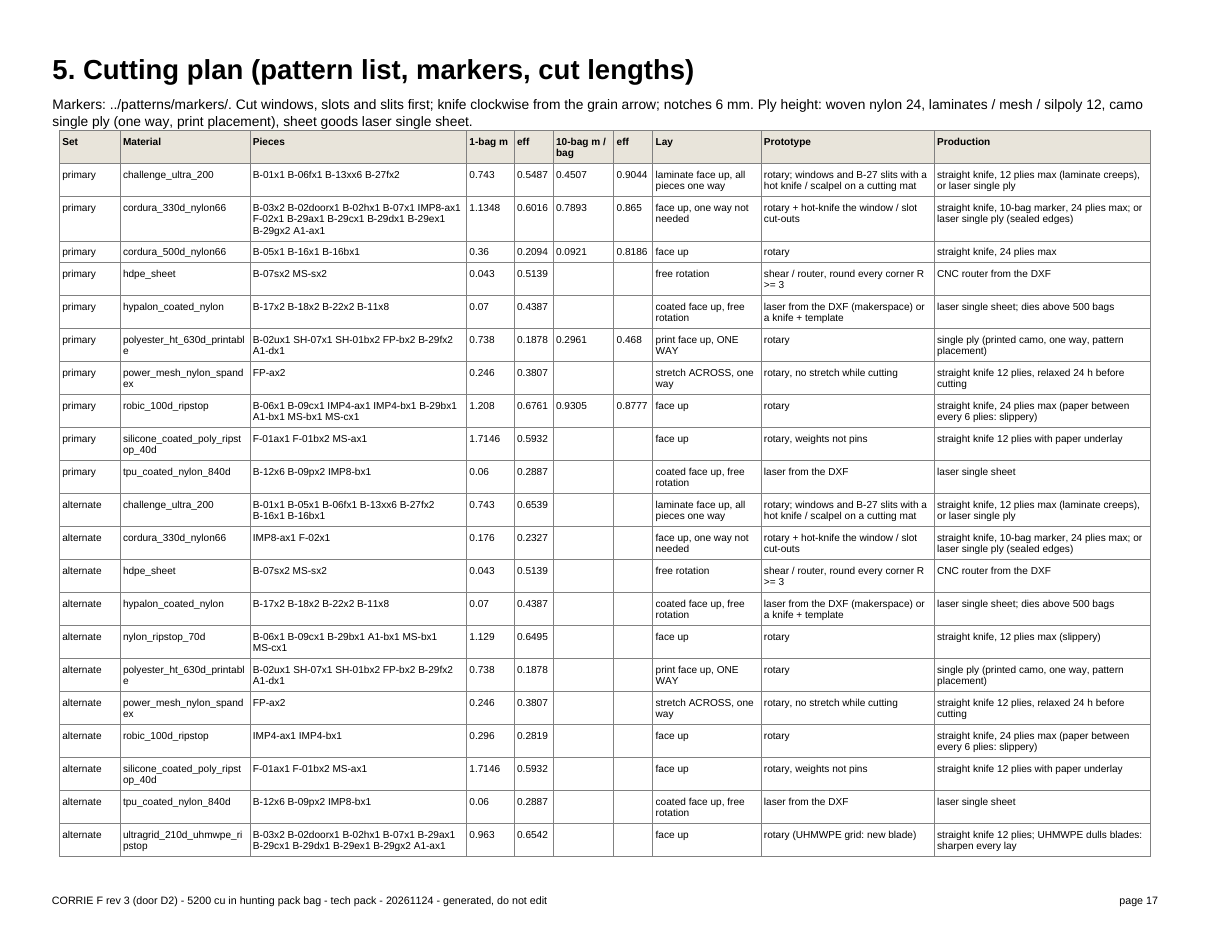 5. Cutting plan (pattern list, markers, cut lengths)
Markers: ../patterns/markers/. Cut windows, slots and slits first; knife clockwise from the grain arrow; notches 6 mm. Ply height: woven nylon 24, laminates / mesh / silpoly 12, camo
single ply (one way, print placement), sheet goods laser single sheet.
Set Material Pieces 1-bag m eff 10-bag m / eff Lay Prototype Production
bag
primary challenge_ultra_200 B-01x1 B-06fx1 B-13xx6 B-27fx2 0.743 0.5487 0.4507 0.9044 laminate face up, all rotary; windows and B-27 slits with a straight knife, 12 plies max (laminate creeps),
pieces one way hot knife / scalpel on a cutting mat or laser single ply
primary cordura_330d_nylon66 B-03x2 B-02doorx1 B-02hx1 B-07x1 IMP8-ax1 1.1348 0.6016 0.7893 0.865 face up, one way not rotary + hot-knife the window / slot straight knife, 10-bag marker, 24 plies max; or
F-02x1 B-29ax1 B-29cx1 B-29dx1 B-29ex1 needed cut-outs laser single ply (sealed edges)
B-29gx2 A1-ax1
primary cordura_500d_nylon66 B-05x1 B-16x1 B-16bx1 0.36 0.2094 0.0921 0.8186 face up rotary straight knife, 24 plies max
primary hdpe_sheet B-07sx2 MS-sx2 0.043 0.5139 free rotation shear / router, round every corner R CNC router from the DXF
>= 3
primary hypalon_coated_nylon B-17x2 B-18x2 B-22x2 B-11x8 0.07 0.4387 coated face up, free laser from the DXF (makerspace) or laser single sheet; dies above 500 bags
rotation a knife + template
primary polyester_ht_630d_printabl B-02ux1 SH-07x1 SH-01bx2 FP-bx2 B-29fx2 0.738 0.1878 0.2961 0.468 print face up, ONE rotary single ply (printed camo, one way, pattern
e A1-dx1 WAY placement)
primary power_mesh_nylon_spand FP-ax2 0.246 0.3807 stretch ACROSS, one rotary, no stretch while cutting straight knife 12 plies, relaxed 24 h before
ex way cutting
primary robic_100d_ripstop B-06x1 B-09cx1 IMP4-ax1 IMP4-bx1 B-29bx1 1.208 0.6761 0.9305 0.8777 face up rotary straight knife, 24 plies max (paper between
A1-bx1 MS-bx1 MS-cx1 every 6 plies: slippery)
primary silicone_coated_poly_ripst F-01ax1 F-01bx2 MS-ax1 1.7146 0.5932 face up rotary, weights not pins straight knife 12 plies with paper underlay
op_40d
primary tpu_coated_nylon_840d B-12x6 B-09px2 IMP8-bx1 0.06 0.2887 coated face up, free laser from the DXF laser single sheet
rotation
alternate challenge_ultra_200 B-01x1 B-05x1 B-06fx1 B-13xx6 B-27fx2 0.743 0.6539 laminate face up, all rotary; windows and B-27 slits with a straight knife, 12 plies max (laminate creeps),
B-16x1 B-16bx1 pieces one way hot knife / scalpel on a cutting mat or laser single ply
alternate cordura_330d_nylon66 IMP8-ax1 F-02x1 0.176 0.2327 face up, one way not rotary + hot-knife the window / slot straight knife, 10-bag marker, 24 plies max; or
needed cut-outs laser single ply (sealed edges)
alternate hdpe_sheet B-07sx2 MS-sx2 0.043 0.5139 free rotation shear / router, round every corner R CNC router from the DXF
>= 3
alternate hypalon_coated_nylon B-17x2 B-18x2 B-22x2 B-11x8 0.07 0.4387 coated face up, free laser from the DXF (makerspace) or laser single sheet; dies above 500 bags
rotation a knife + template
alternate nylon_ripstop_70d B-06x1 B-09cx1 B-29bx1 A1-bx1 MS-bx1 1.129 0.6495 face up rotary straight knife, 12 plies max (slippery)
MS-cx1
alternate polyester_ht_630d_printabl B-02ux1 SH-07x1 SH-01bx2 FP-bx2 B-29fx2 0.738 0.1878 print face up, ONE rotary single ply (printed camo, one way, pattern
e A1-dx1 WAY placement)
alternate power_mesh_nylon_spand FP-ax2 0.246 0.3807 stretch ACROSS, one rotary, no stretch while cutting straight knife 12 plies, relaxed 24 h before
ex way cutting
alternate robic_100d_ripstop IMP4-ax1 IMP4-bx1 0.296 0.2819 face up rotary straight knife, 24 plies max (paper between
every 6 plies: slippery)
alternate silicone_coated_poly_ripst F-01ax1 F-01bx2 MS-ax1 1.7146 0.5932 face up rotary, weights not pins straight knife 12 plies with paper underlay
op_40d
alternate tpu_coated_nylon_840d B-12x6 B-09px2 IMP8-bx1 0.06 0.2887 coated face up, free laser from the DXF laser single sheet
rotation
alternate ultragrid_210d_uhmwpe_ri B-03x2 B-02doorx1 B-02hx1 B-07x1 B-29ax1 0.963 0.6542 face up rotary (UHMWPE grid: new blade) straight knife 12 plies; UHMWPE dulls blades:
pstop B-29cx1 B-29dx1 B-29ex1 B-29gx2 A1-ax1 sharpen every lay
CORRIE F rev 3 (door D2) - 5200 cu in hunting pack bag - tech pack - 20261124 - generated, do not edit page 17